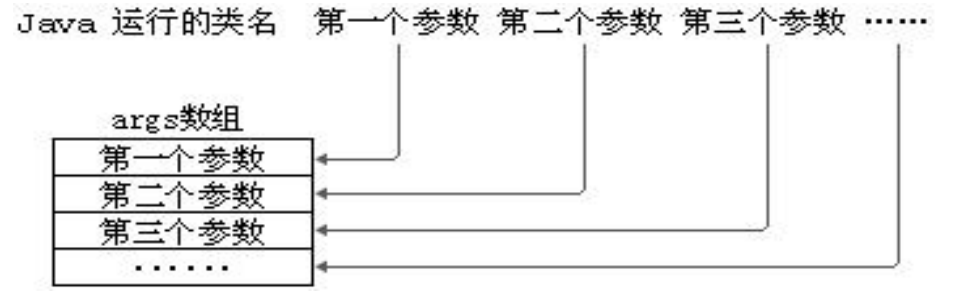 Java 运行的类名 第一个参数 第二个参数 第三个参数 ……
args数组
第一个参数
第二个参数
第三个参数
······